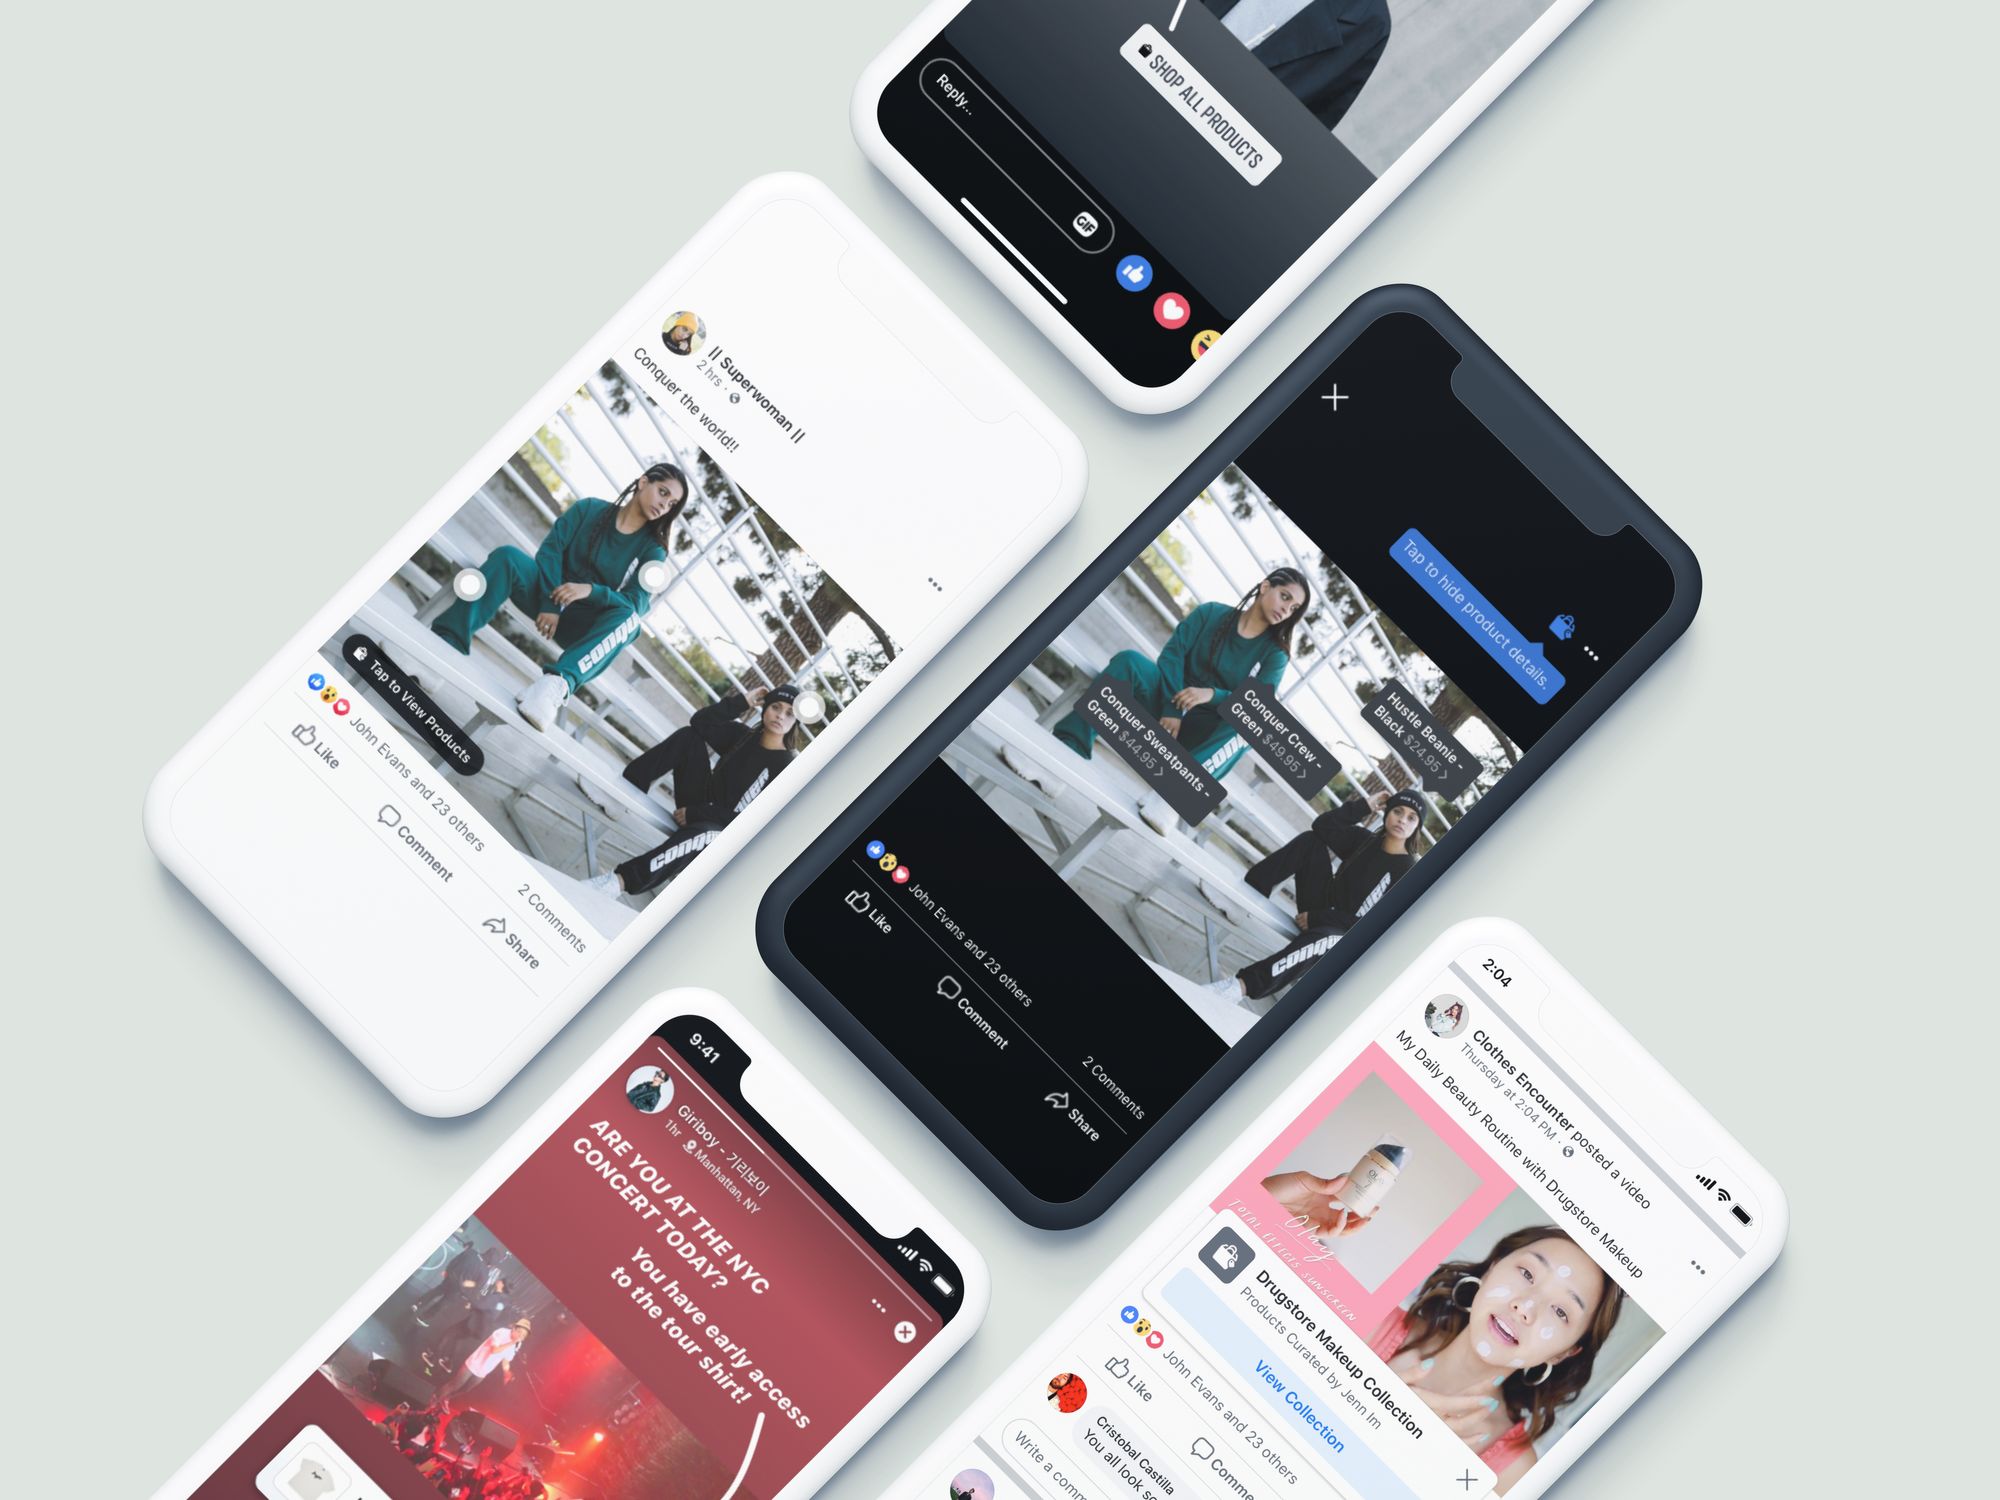 SHOP ALL PRODUCTS
Reply...
GIF
|| Superwoman ||
2 hrs ·
Conquer the world!!
CONQU
CONQUER
Tap to View Products
John Evans and 23 others
2 Comments
Like
Comment
Share
Tap to hide product details.
Conquer Sweatpants -
Green $44.95 >
Conquer Crew -
Green $49.95 >
Hustle Beanie -
Black $24.95 >
John Evans and 23 others
2 Comments
Like
Comment
Share
9:41
Giriboy - 기리보이
1hr · Manhattan, NY
ARE YOU AT THE NYC
CONCERT TODAY?
You have early access
to the tour shirt!
2:04
Clothes Encounter posted a video
Thursday at 2:04 PM ·
My Daily Beauty Routine with Drugstore Makeup
Olay
TOTAL EFFECTS SUNSCREEN
Drugstore Makeup Collection
Products Curated by Jenn Im
View Collection
John Evans and 23 others
Like
Comme
Cristobal Castilla
You all look so
Write a comm